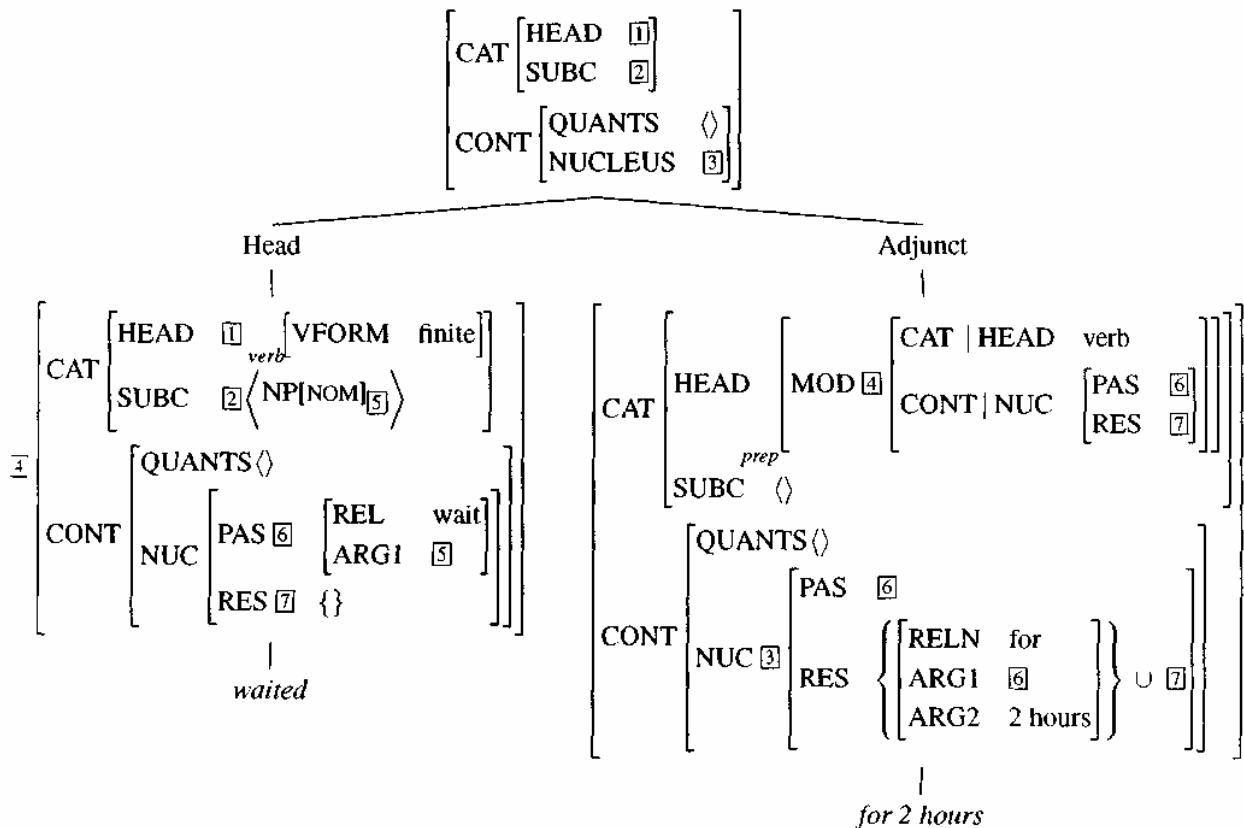 CAT [HEAD [1]
SUBC [2]]
CONT [QUANTS ⟨⟩
NUCLEUS [3]]
Head
Adjunct
[4]
CAT [HEAD [1] verb[VFORM finite]
SUBC [2]⟨NP[NOM][5]⟩]
CONT [QUANTS⟨⟩
NUC [PAS [6] [REL wait
ARG1 [5]]
RES [7] {}]]
waited
CAT [HEAD prep[MOD [4] [CAT | HEAD verb
CONT | NUC [PAS [6]
RES [7]]]]
SUBC ⟨⟩]
CONT [QUANTS⟨⟩
NUC [3] [PAS [6]
RES {[RELN for
ARG1 [6]
ARG2 2 hours]} ∪ [7]]]
for 2 hours